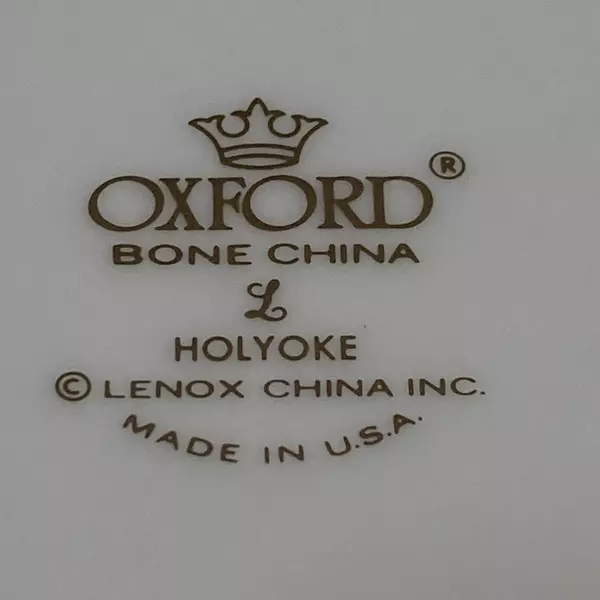 OXFORD®
BONE CHINA
L
HOLYOKE
© LENOX CHINA INC.
MADE IN U.S.A.